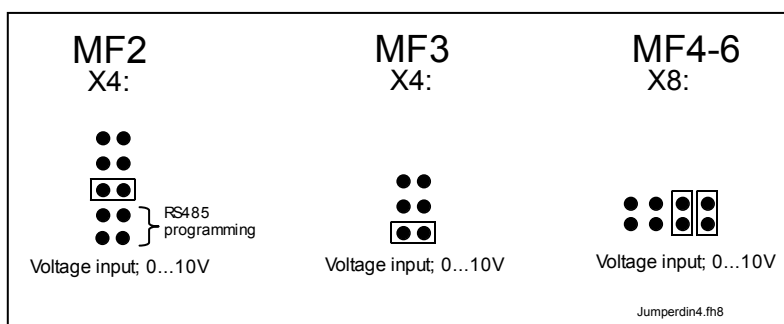 MF2
X4:
RS485
programming
Voltage input; 0...10V
MF3
X4:
Voltage input; 0...10V
MF4-6
X8:
Voltage input; 0...10V
Jumperdin4.fh8